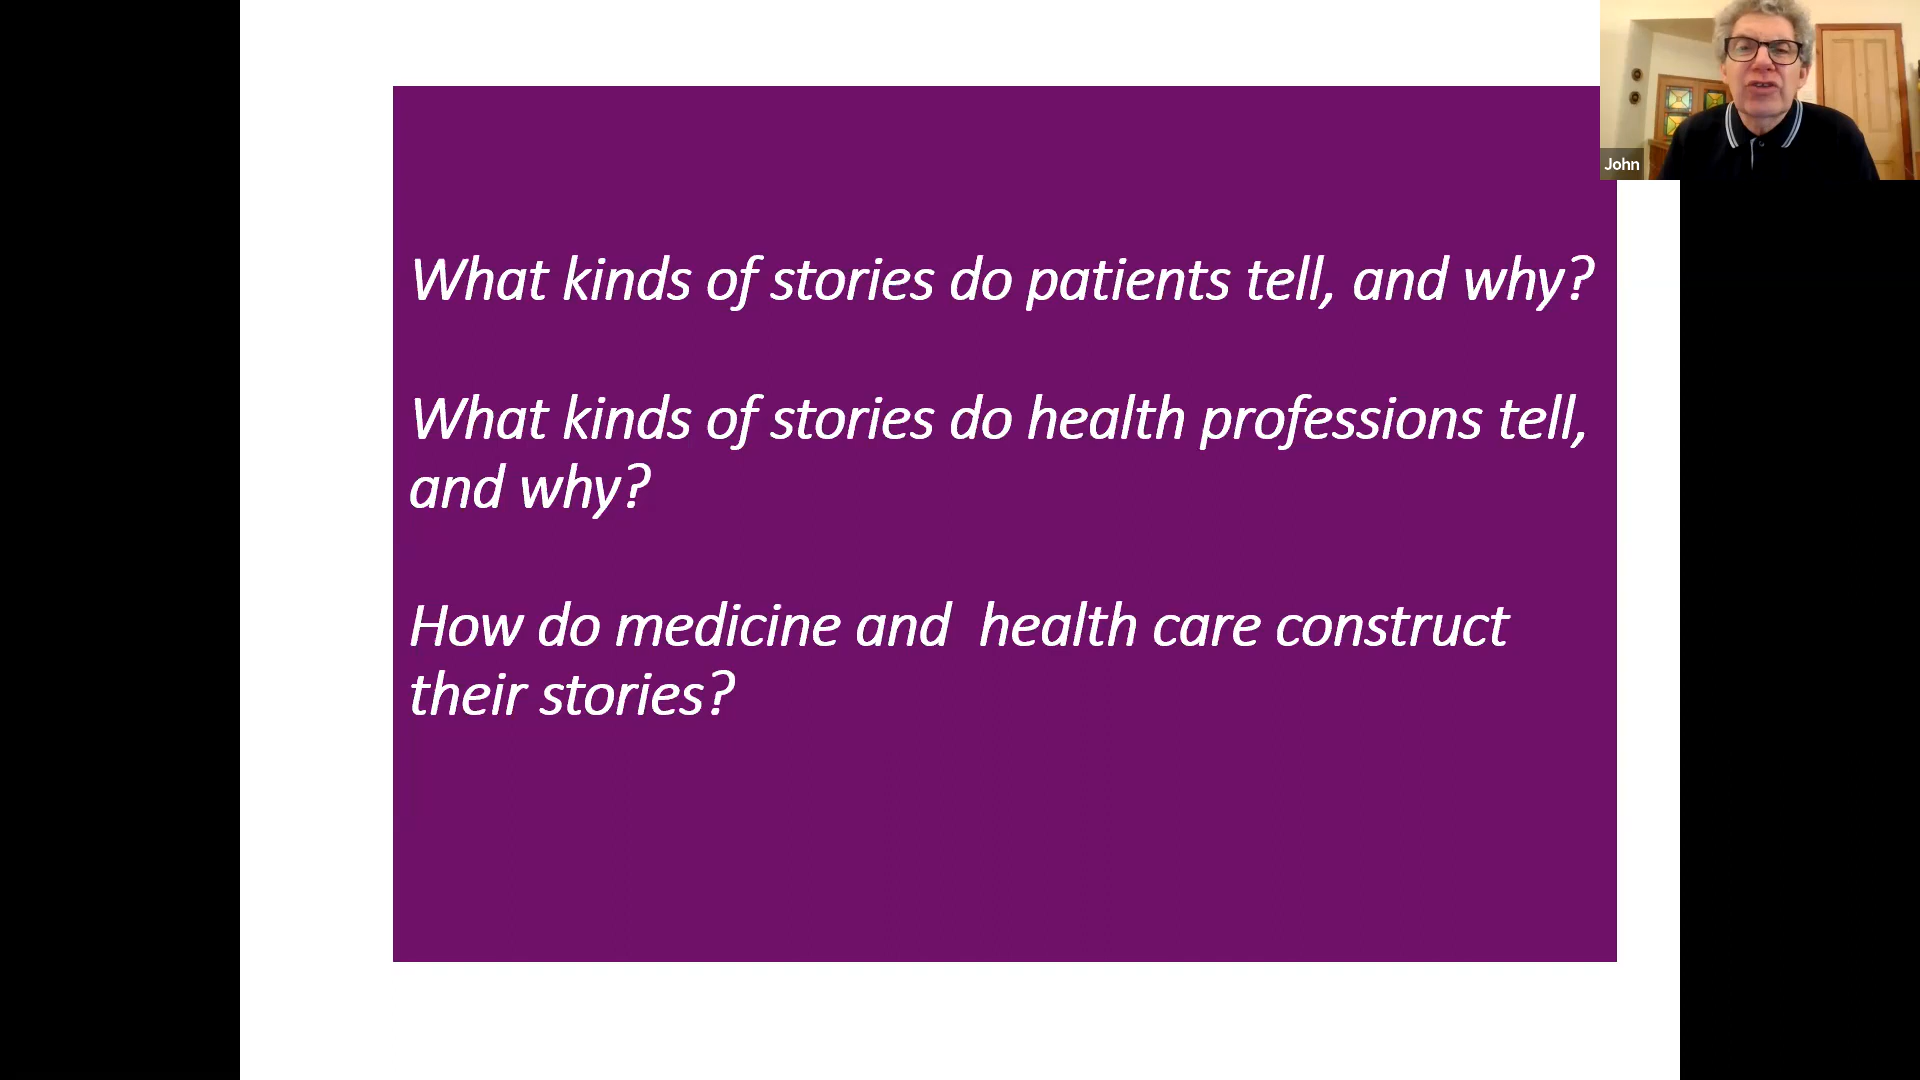 What kinds of stories do patients tell, and why?
What kinds of stories do health professions tell,
and why?
How do medicine and  health care construct
their stories?
John